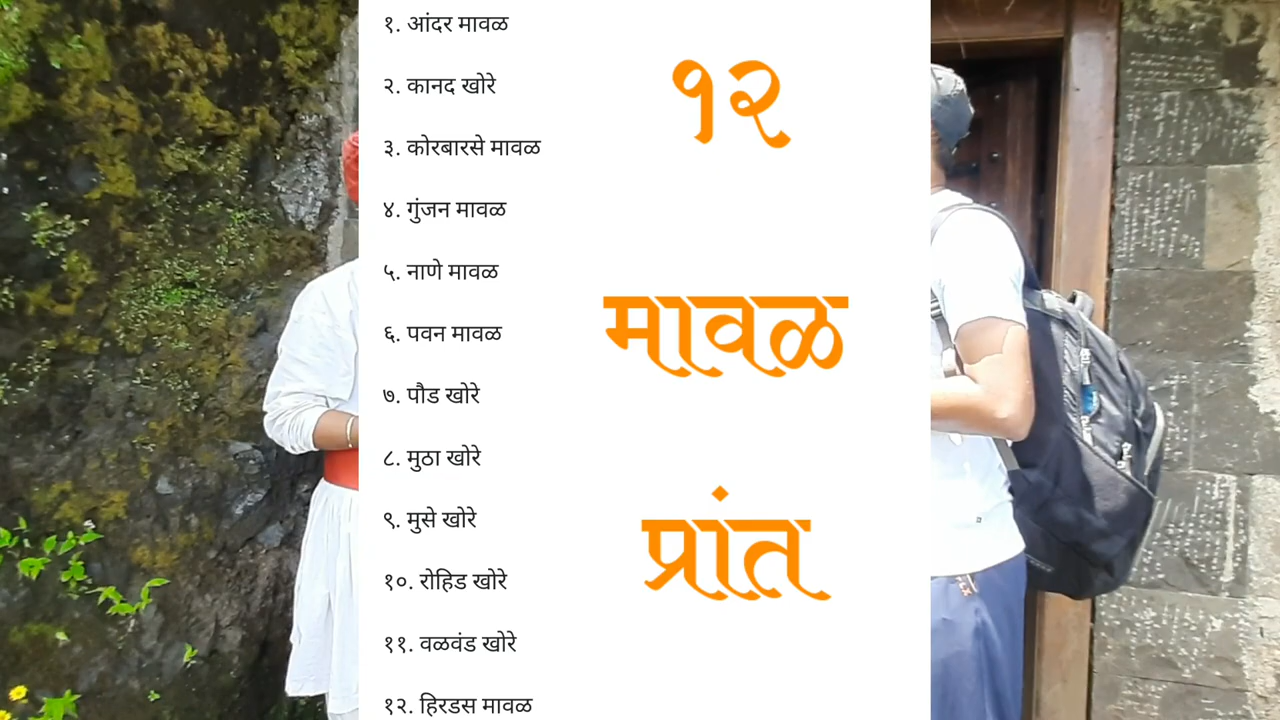 १. आंदर मावळ
२. कानद खोरे
३. कोरबारसे मावळ
४. गुंजन मावळ
५. नाणे मावळ
६. पवन मावळ
७. पौड खोरे
८. मुठा खोरे
९. मुसे खोरे
१०. रोहिड खोरे
११. वळवंड खोरे
१२. हिरडस मावळ
१२
मावळ
प्रांत